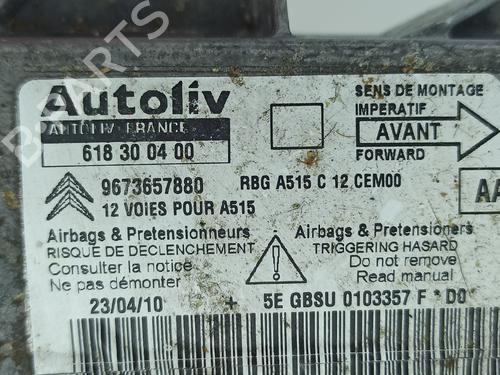 Autoliv
AUTOLIV FRANCE
618 30 04 00
SENS DE MONTAGE
IMPERATIF
AVANT
FORWARD
9673657880
RBG A515 C 12 CEM00
12 VOIES POUR A515
AA
Airbags & Pretensionneurs
RISQUE DE DECLENCHEMENT
Consulter la notice
Ne pas démonter
Airbags & Pretensioners
TRIGGERING HASARD
Do not remove
Read manual
23/04/10 + 5E GBSU 0103357 F * D0
B-PARTS